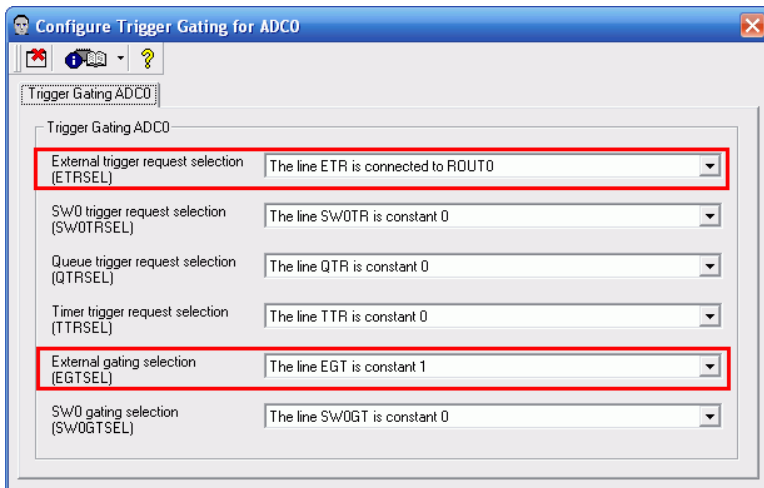 Configure Trigger Gating for ADC0
Trigger Gating ADC0
Trigger Gating ADC0
External trigger request selection
(ETRSEL)
The line ETR is connected to ROUT0
SW0 trigger request selection
(SW0TRSEL)
The line SW0TR is constant 0
Queue trigger request selection
(QTRSEL)
The line QTR is constant 0
Timer trigger request selection
(TTRSEL)
The line TTR is constant 0
External gating selection
(EGTSEL)
The line EGT is constant 1
SW0 gating selection
(SW0GTSEL)
The line SW0GT is constant 0